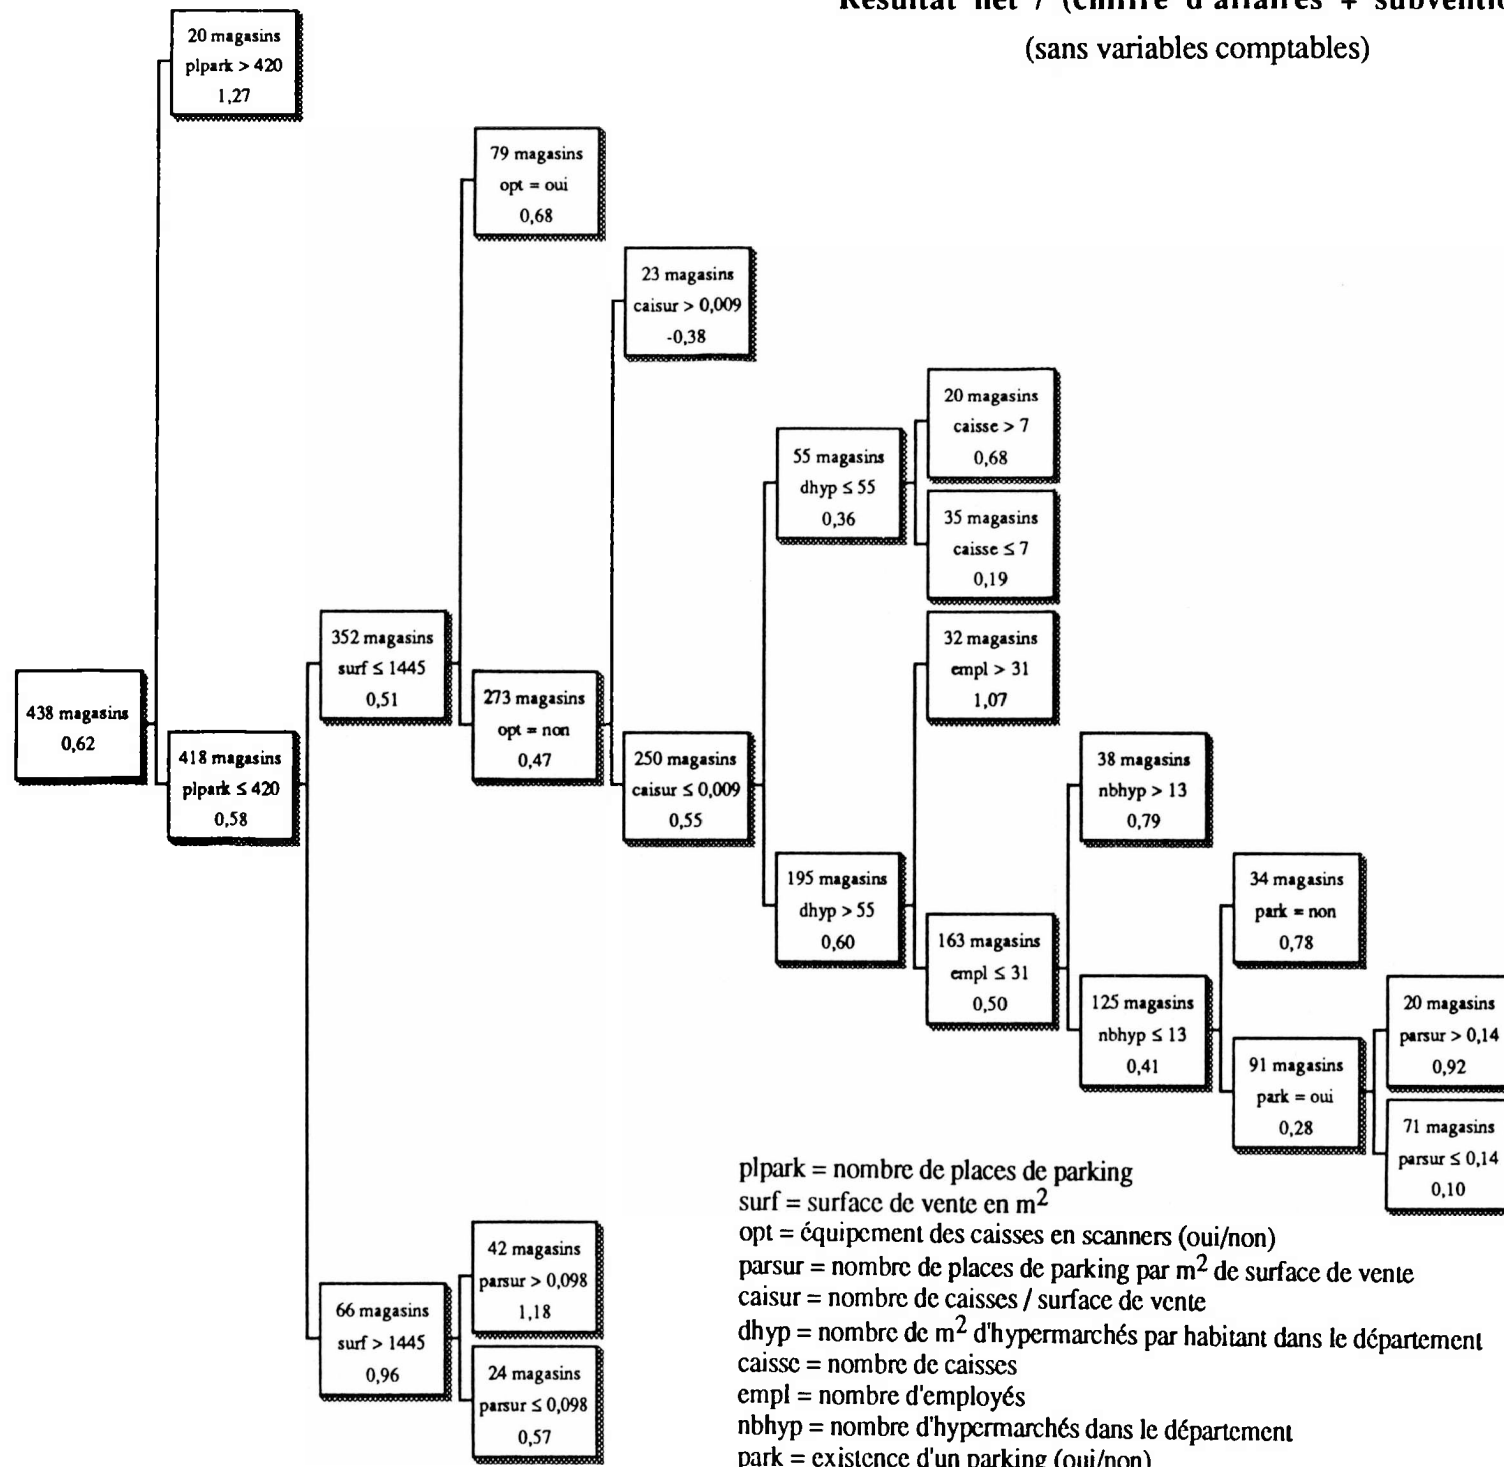 Résultat net / (chiffre d'affaires +
(sans variables comptables)
20 magasins
plpark > 420
1,27
79 magasins
opt = oui
0,68
23 magasins
caisur > 0,009
-0,38
20 magasins
caisse > 7
0,68
55 magasins
dhyp ≤ 55
0,36
35 magasins
caisse ≤ 7
0,19
352 magasins
surf ≤ 1445
0,51
32 magasins
empl > 31
1,07
438 magasins
0,62
273 magasins
opt = non
0,47
418 magasins
plpark ≤ 420
0,58
250 magasins
caisur ≤ 0,009
0,55
38 magasins
nbhyp > 13
0,79
195 magasins
dhyp > 55
0,60
34 magasins
park = non
0,78
163 magasins
empl ≤ 31
0,50
125 magasins
nbhyp ≤ 13
0,41
20 magasins
parsur > 0,14
0,92
91 magasins
park = oui
0,28
71 magasins
parsur ≤ 0,14
0,10
42 magasins
parsur > 0,098
1,18
66 magasins
surf > 1445
0,96
24 magasins
parsur ≤ 0,098
0,57
plpark = nombre de places de parking
surf = surface de vente en m²
opt = équipement des caisses en scanners (oui/non)
parsur = nombre de places de parking par m² de surface de vente
caisur = nombre de caisses / surface de vente
dhyp = nombre de m² d'hypermarchés par habitant dans le département
caisse = nombre de caisses
empl = nombre d'employés
nbhyp = nombre d'hypermarchés dans le département
park = existence d'un parking (oui/non)